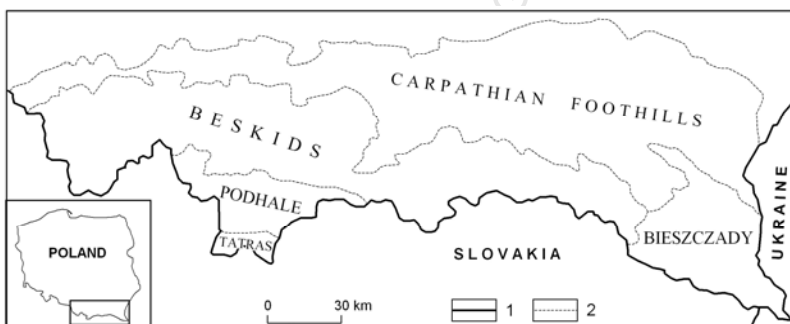 CARPATHIAN FOOTHILLS
BESKIDS
PODHALE
TATRAS
BIESZCZADY
UKRAINE
SLOVAKIA
POLAND
0 30 km
1
2